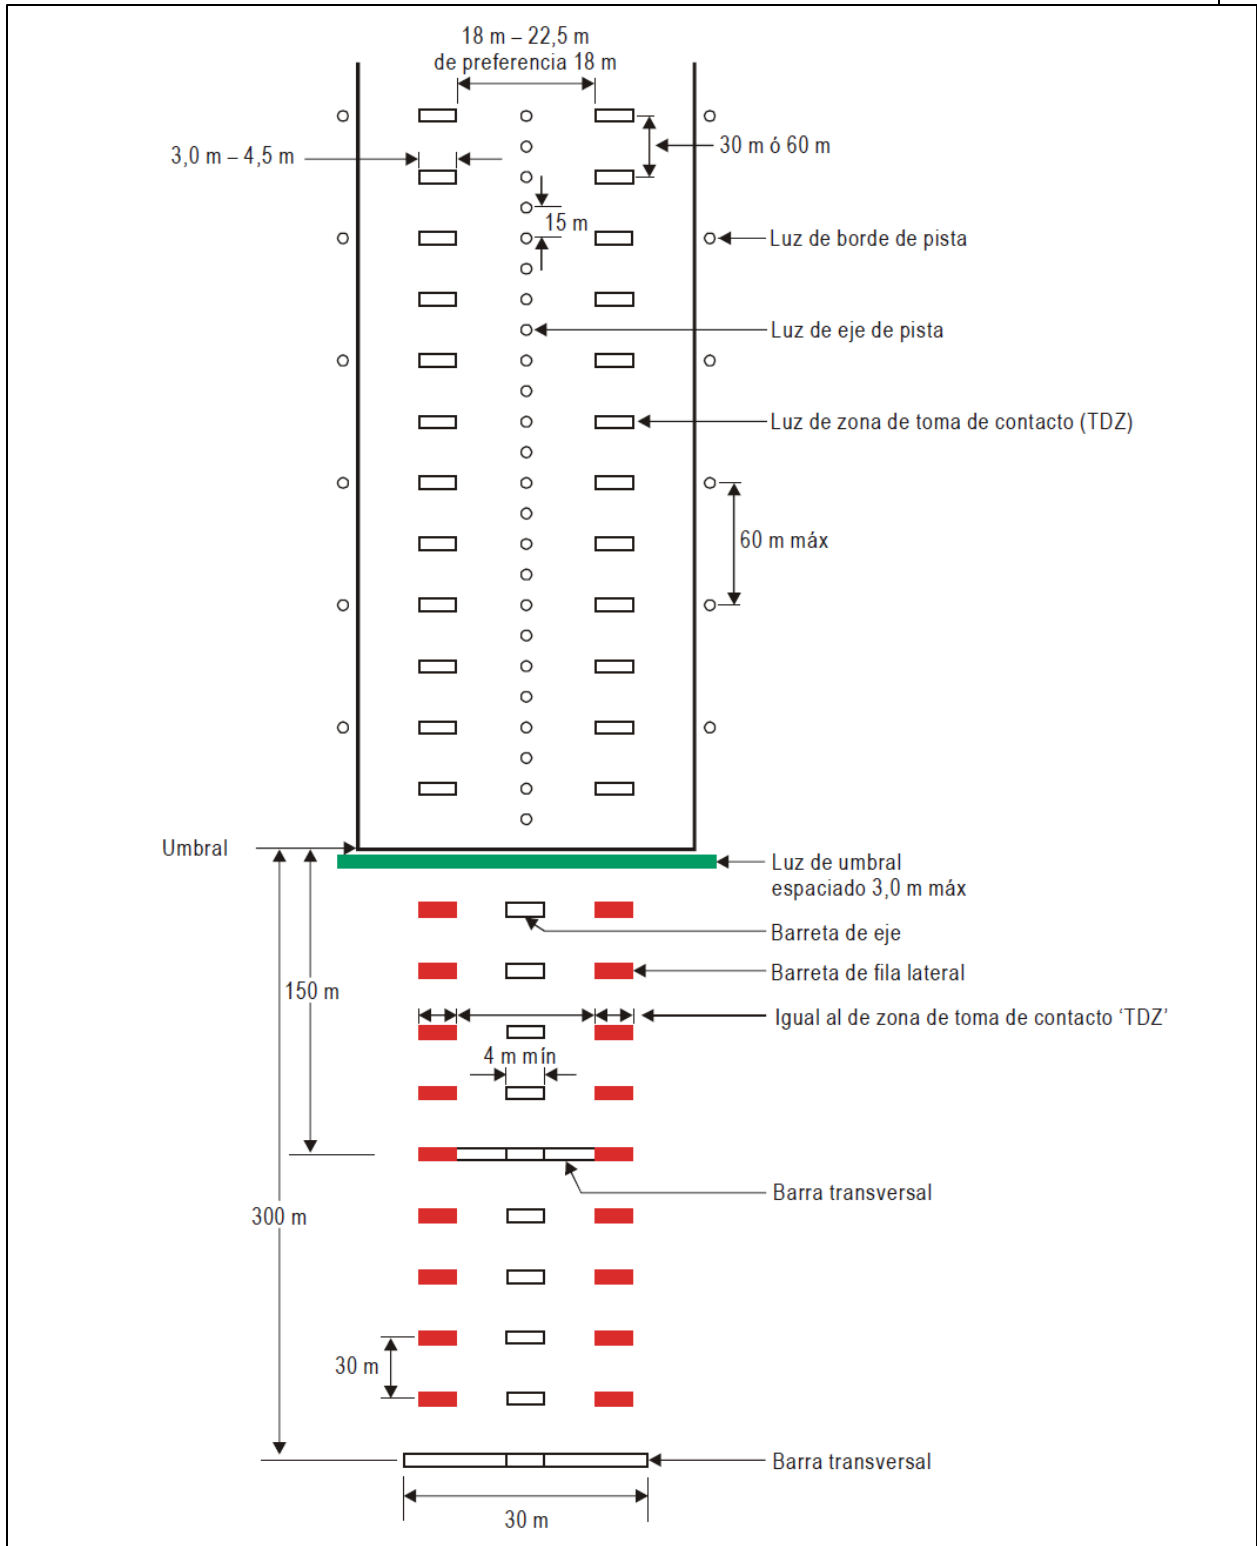 18 m – 22,5 m
de preferencia 18 m
3,0 m – 4,5 m
30 m ó 60 m
15 m
Luz de borde de pista
Luz de eje de pista
Luz de zona de toma de contacto (TDZ)
60 m máx
Umbral
Luz de umbral
espaciado 3,0 m máx
Barreta de eje
Barreta de fila lateral
150 m
Igual al de zona de toma de contacto ‘TDZ’
4 m mín
Barra transversal
300 m
30 m
Barra transversal
30 m